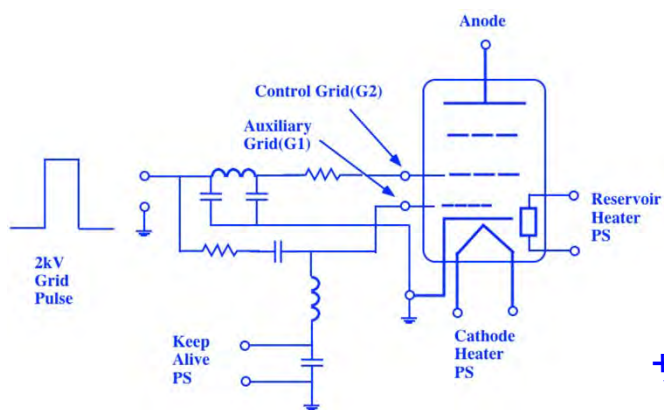 Anode
Control Grid(G2)
Auxiliary
Grid(G1)
Reservoir
Heater
PS
2kV
Grid
Pulse
Keep
Alive
PS
Cathode
Heater
PS
+